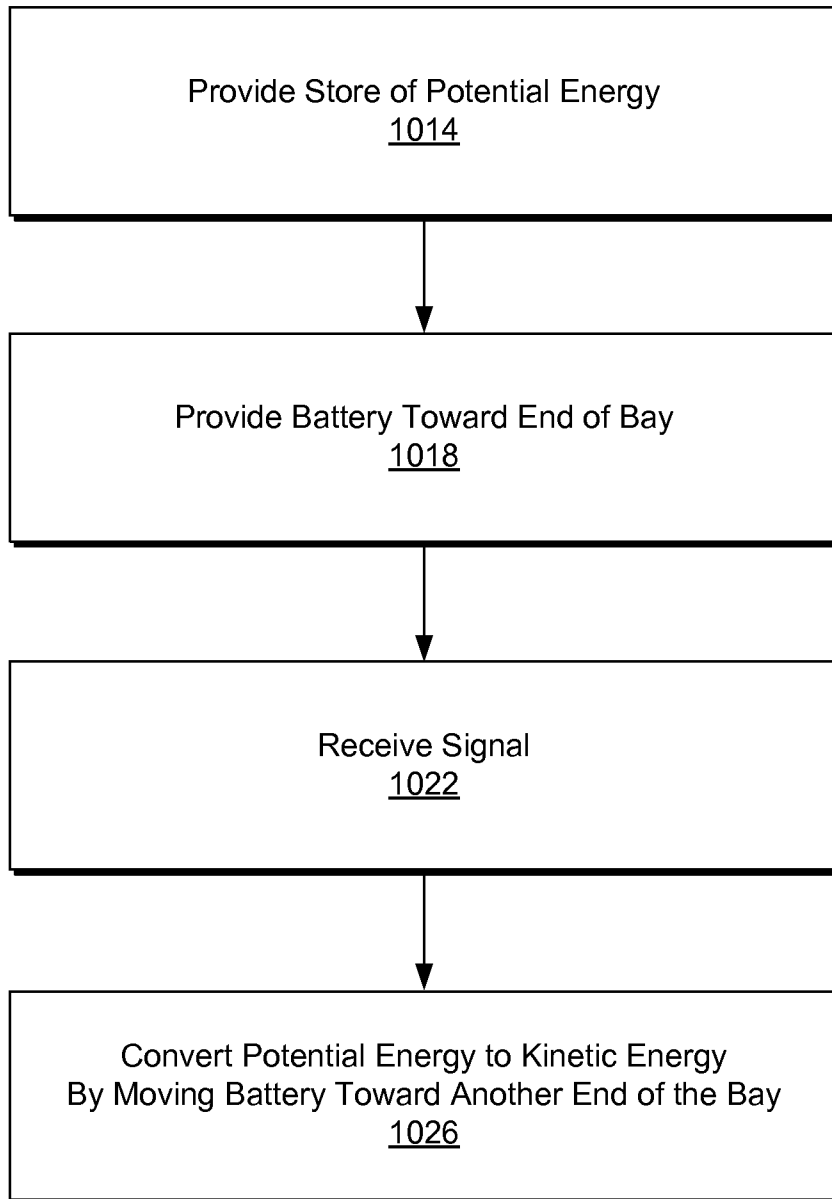 Provide Store of Potential Energy
1014
Provide Battery Toward End of Bay
1018
Receive Signal
1022
Convert Potential Energy to Kinetic Energy
By Moving Battery Toward Another End of the Bay
1026